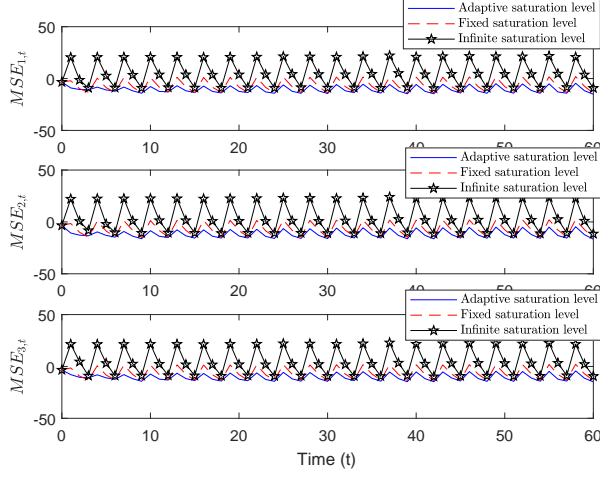 Adaptive saturation level
Fixed saturation level
Infinite saturation level
50
0
-50
MSE1,t
0 10 20 30 40 50 60
Adaptive saturation level
Fixed saturation level
Infinite saturation level
50
0
-50
MSE2,t
0 10 20 30 40 50 60
Adaptive saturation level
Fixed saturation level
Infinite saturation level
50
0
-50
MSE3,t
0 10 20 30 40 50 60
Time (t)